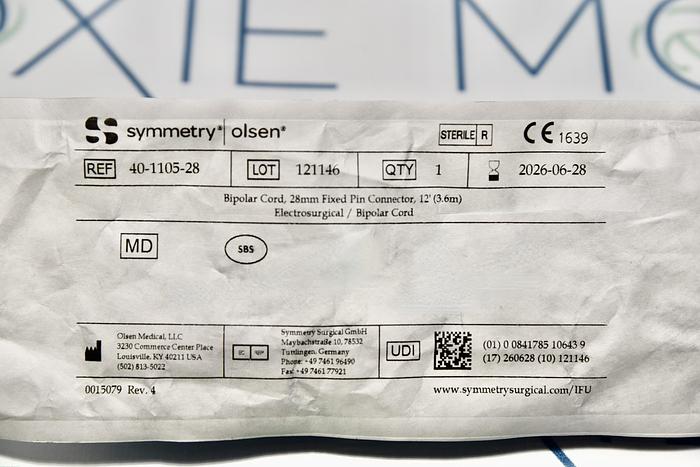 XIE MO
symmetry® | olsen®
STERILE R
CE 1639
REF 40-1105-28
LOT 121146
QTY 1
2026-06-28
Bipolar Cord, 28mm Fixed Pin Connector, 12' (3.6m)
Electrosurgical / Bipolar Cord
MD
SBS
Olsen Medical, LLC
3230 Commerce Center Place
Louisville, KY 40211 USA
(502) 813-5022
EC REP
Symmetry Surgical GmbH
Maybachstraße 10, 78532
Tuttlingen, Germany
Phone: +49 7461 96490
Fax: +49 7461 77921
UDI
(01) 0 0841785 10643 9
(17) 260628 (10) 121146
0015079 Rev. 4
www.symmetrysurgical.com/IFU